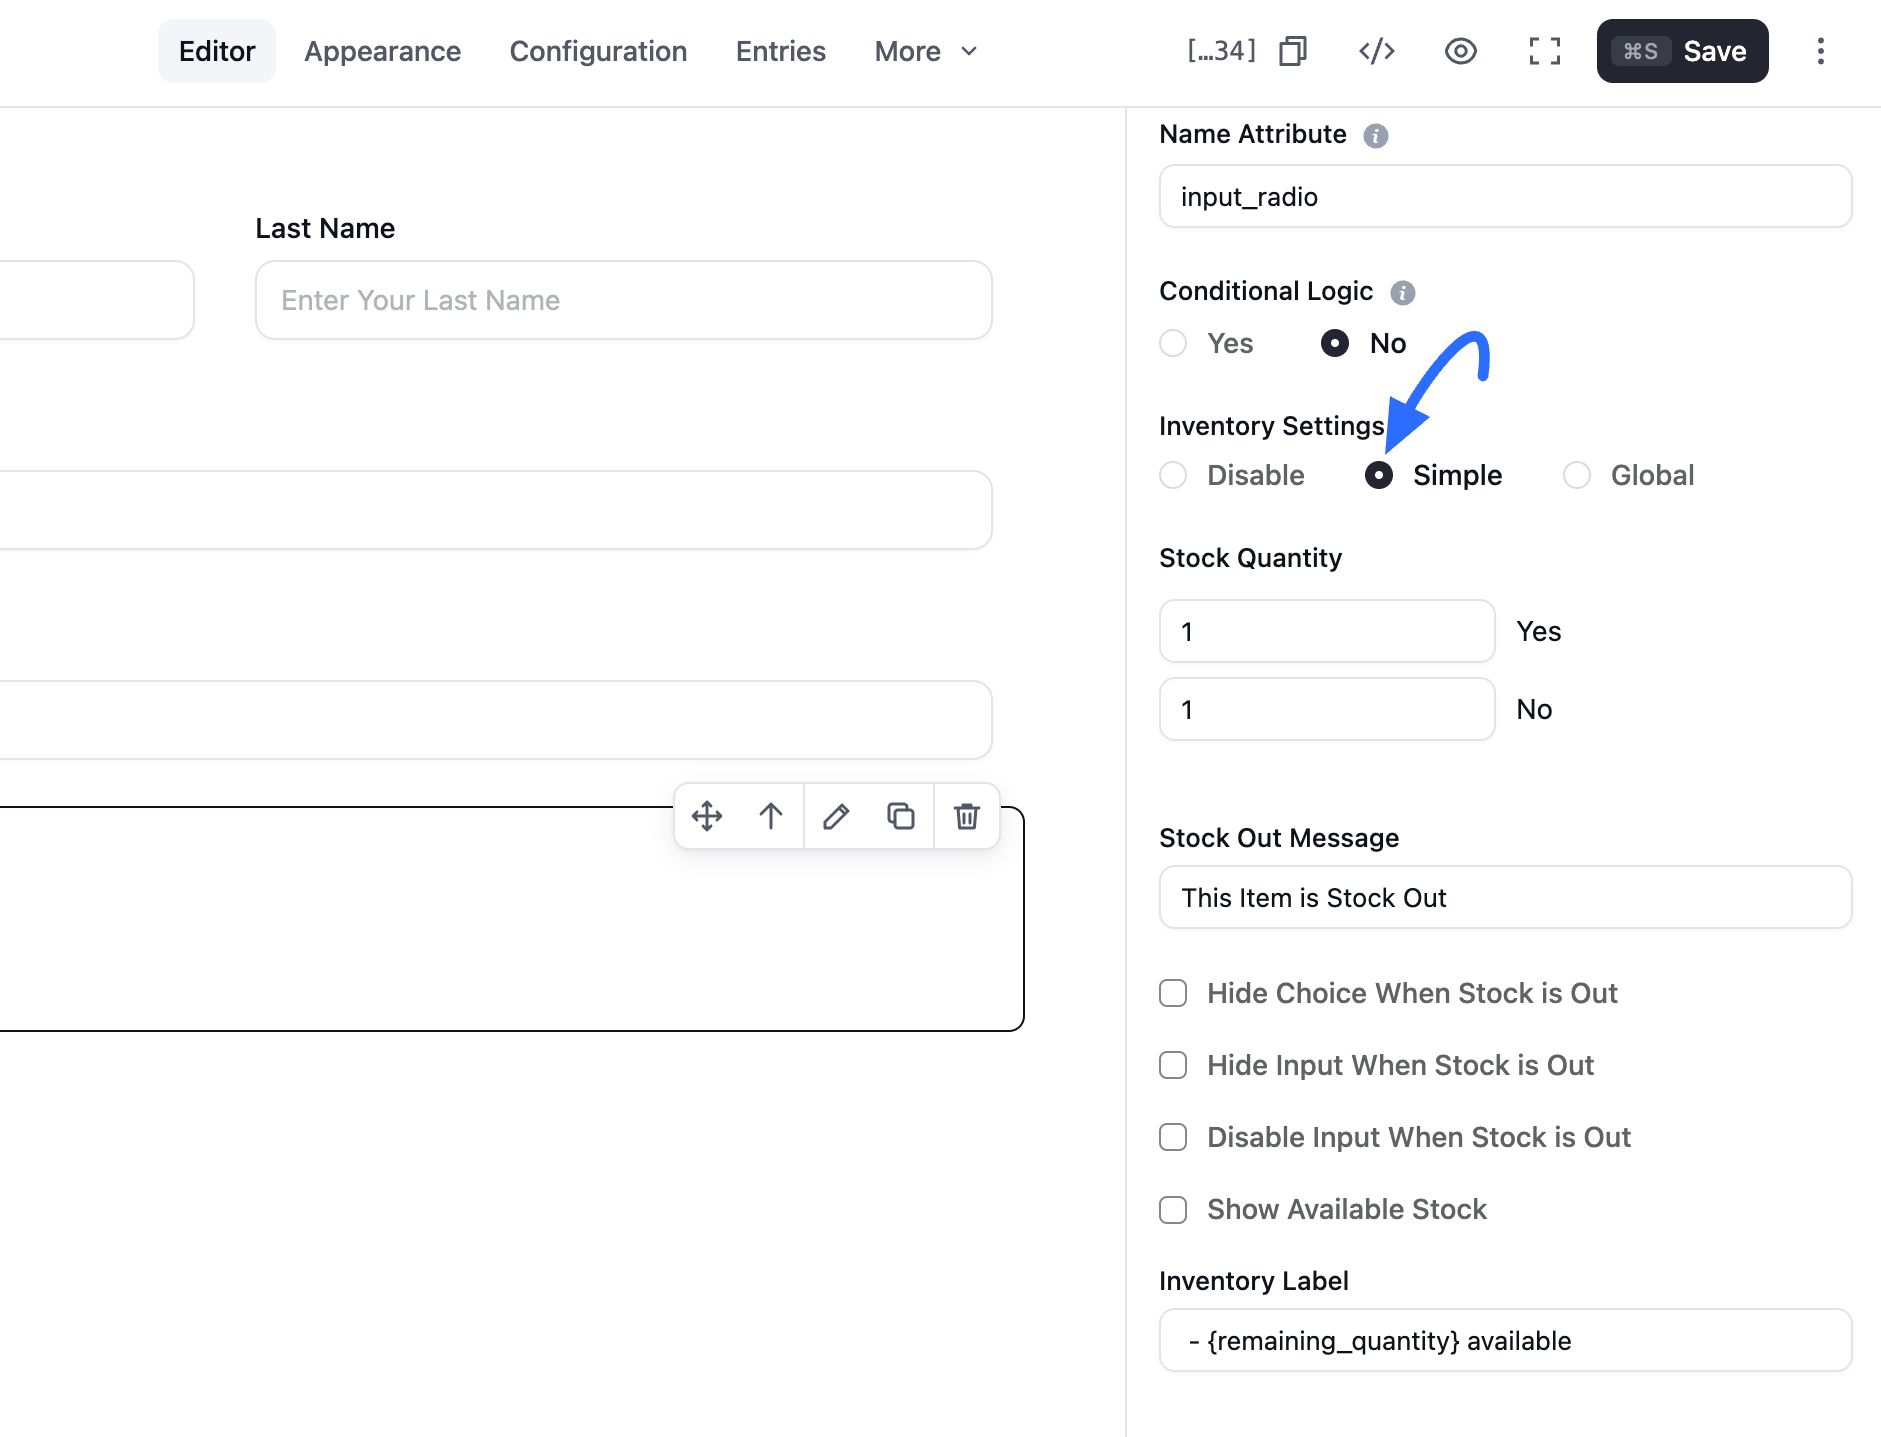 Editor Appearance Configuration Entries More [...34] </> ⌘S Save
Last Name
Enter Your Last Name
Name Attribute
input_radio
Conditional Logic
Yes No
Inventory Settings
Disable Simple Global
Stock Quantity
1 Yes
1 No
Stock Out Message
This Item is Stock Out
Hide Choice When Stock is Out
Hide Input When Stock is Out
Disable Input When Stock is Out
Show Available Stock
Inventory Label
- {remaining_quantity} available